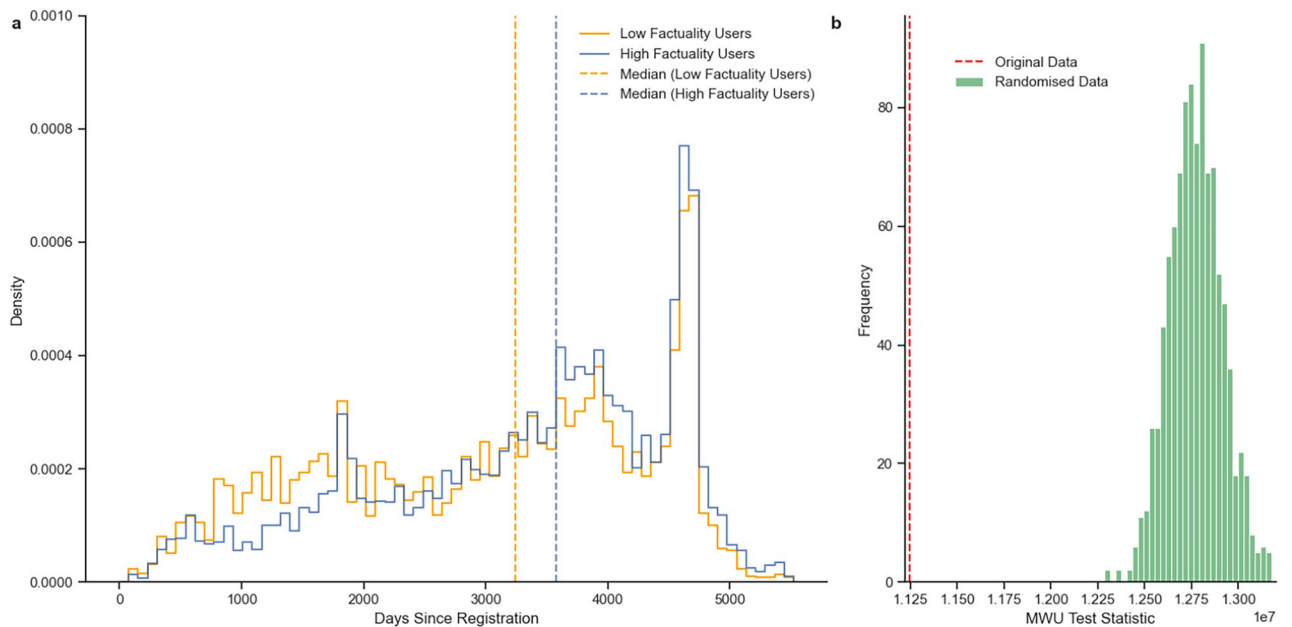 a
0.0010
0.0008
0.0006
0.0004
0.0002
0.0000
Density
0 1000 2000 3000 4000 5000
Days Since Registration
Low Factuality Users
High Factuality Users
Median (Low Factuality Users)
Median (High Factuality Users)
b
80
60
40
20
0
Frequency
Original Data
Randomised Data
1.125 1.150 1.175 1.200 1.225 1.250 1.275 1.300
1e7
MWU Test Statistic